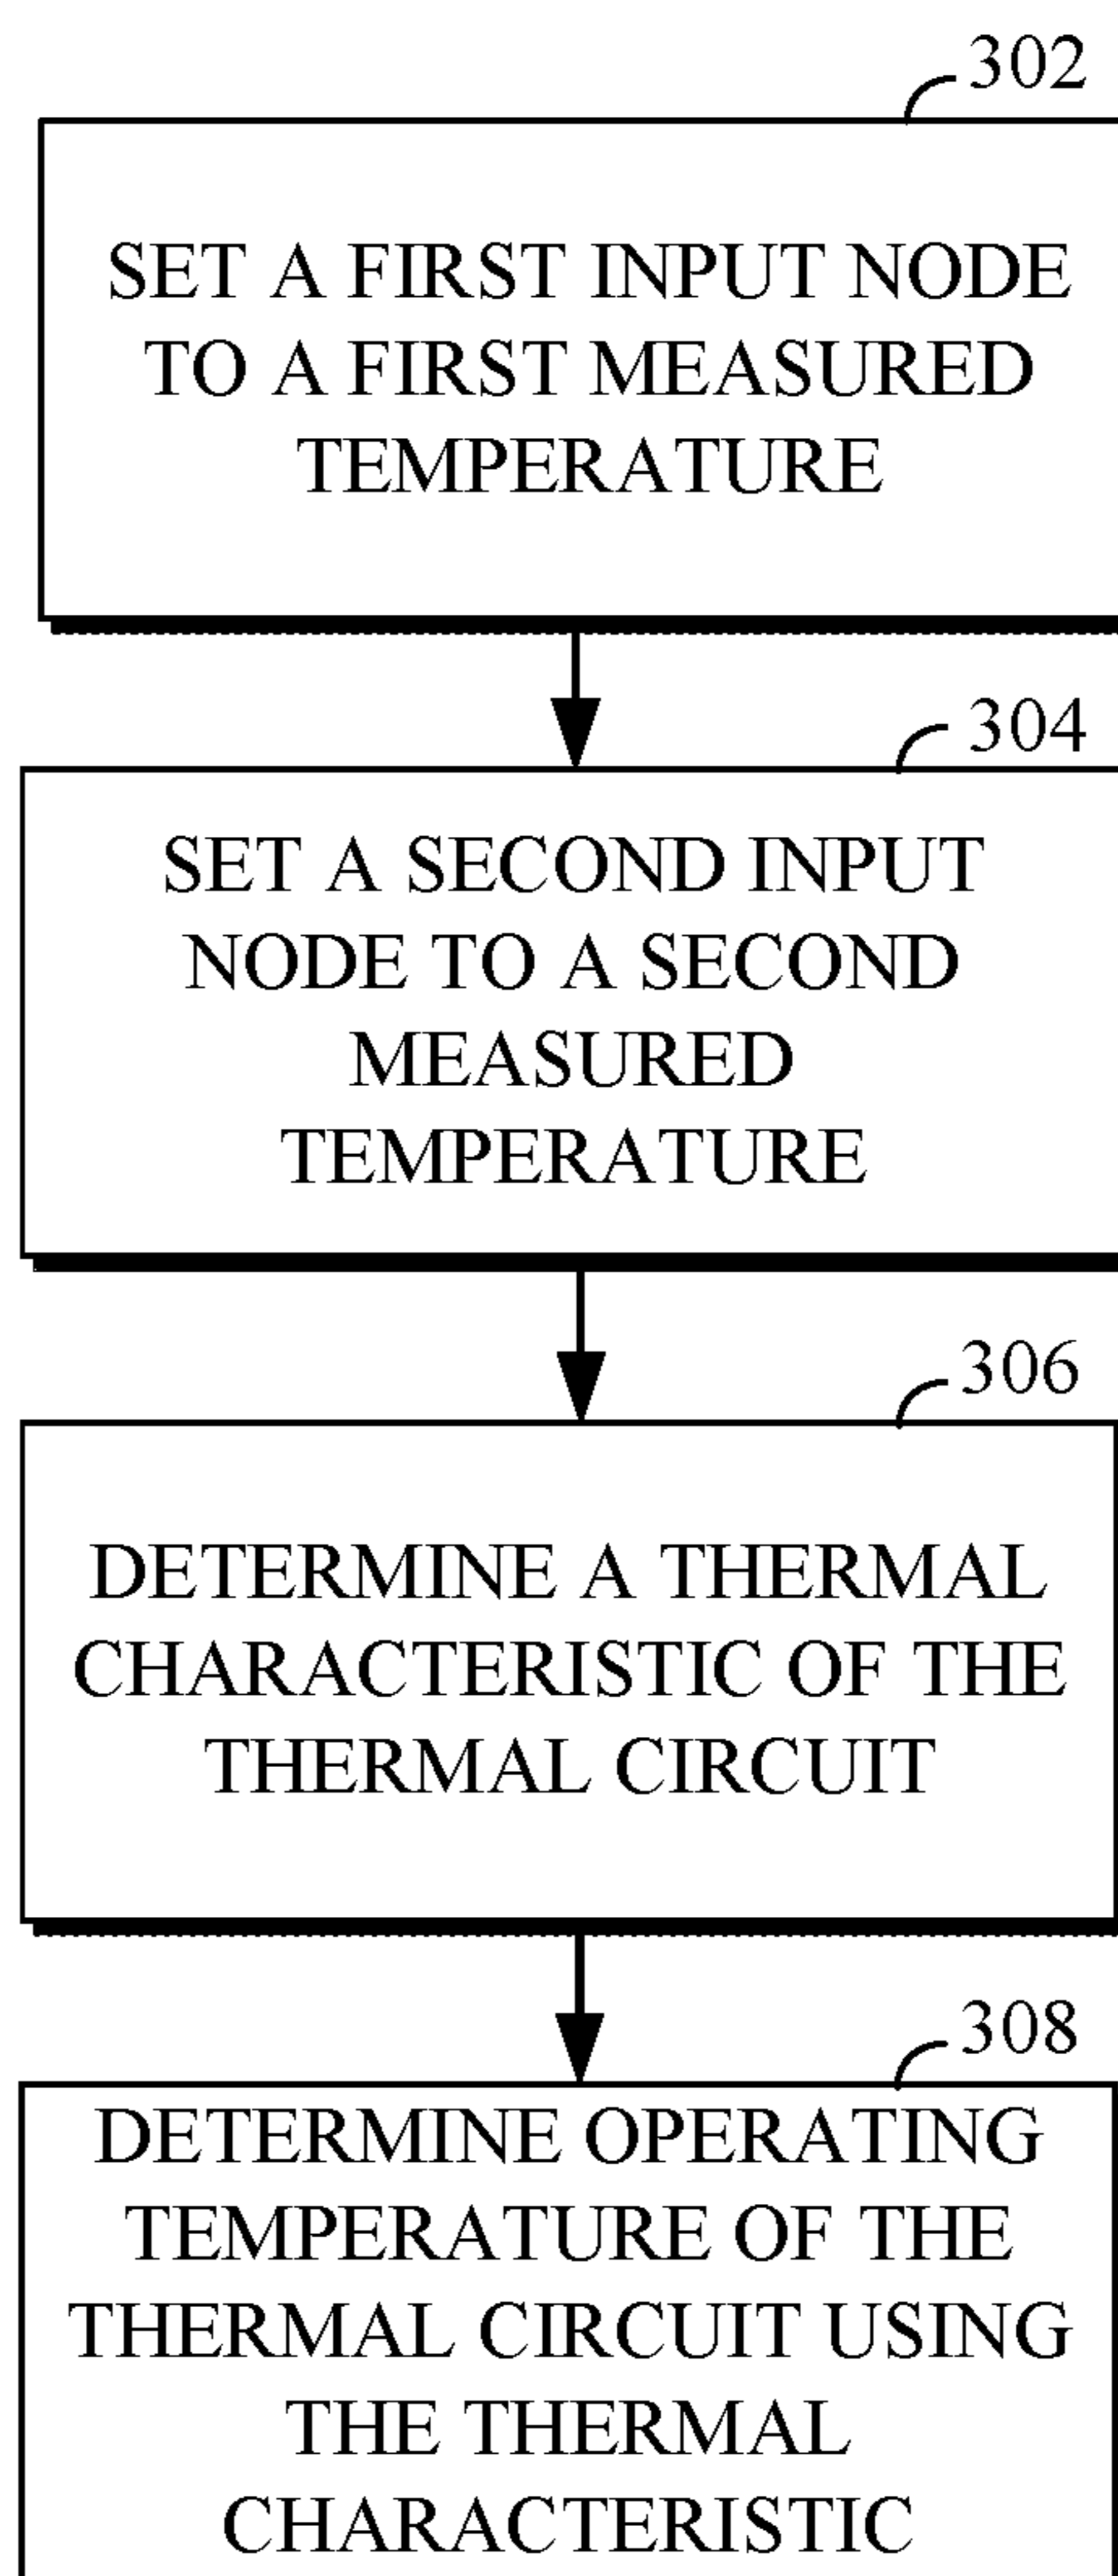 302
SET A FIRST INPUT NODE
TO A FIRST MEASURED
TEMPERATURE
304
SET A SECOND INPUT
NODE TO A SECOND
MEASURED
TEMPERATURE
306
DETERMINE A THERMAL
CHARACTERISTIC OF THE
THERMAL CIRCUIT
308
DETERMINE OPERATING
TEMPERATURE OF THE
THERMAL CIRCUIT USING
THE THERMAL
CHARACTERISTIC